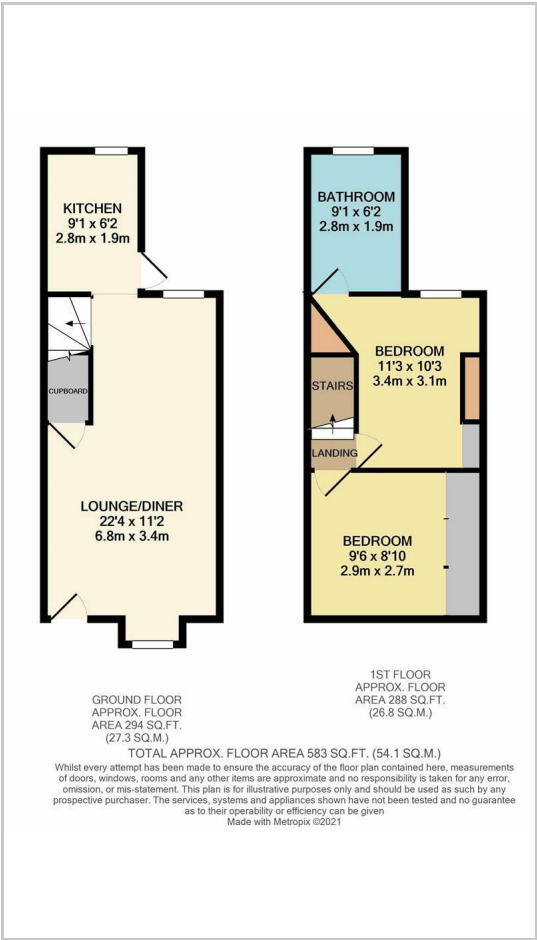 KITCHEN
9'1 x 6'2
2.8m x 1.9m
CUPBOARD
LOUNGE/DINER
22'4 x 11'2
6.8m x 3.4m
BATHROOM
9'1 x 6'2
2.8m x 1.9m
BEDROOM
11'3 x 10'3
3.4m x 3.1m
STAIRS
LANDING
BEDROOM
9'6 x 8'10
2.9m x 2.7m
GROUND FLOOR
APPROX. FLOOR
AREA 294 SQ.FT.
(27.3 SQ.M.)
1ST FLOOR
APPROX. FLOOR
AREA 288 SQ.FT.
(26.8 SQ.M.)
TOTAL APPROX. FLOOR AREA 583 SQ.FT. (54.1 SQ.M.)
Whilst every attempt has been made to ensure the accuracy of the floor plan contained here, measurements
of doors, windows, rooms and any other items are approximate and no responsibility is taken for any error,
omission, or mis-statement. This plan is for illustrative purposes only and should be used as such by any
prospective purchaser. The services, systems and appliances shown have not been tested and no guarantee
as to their operability or efficiency can be given
Made with Metropix ©2021